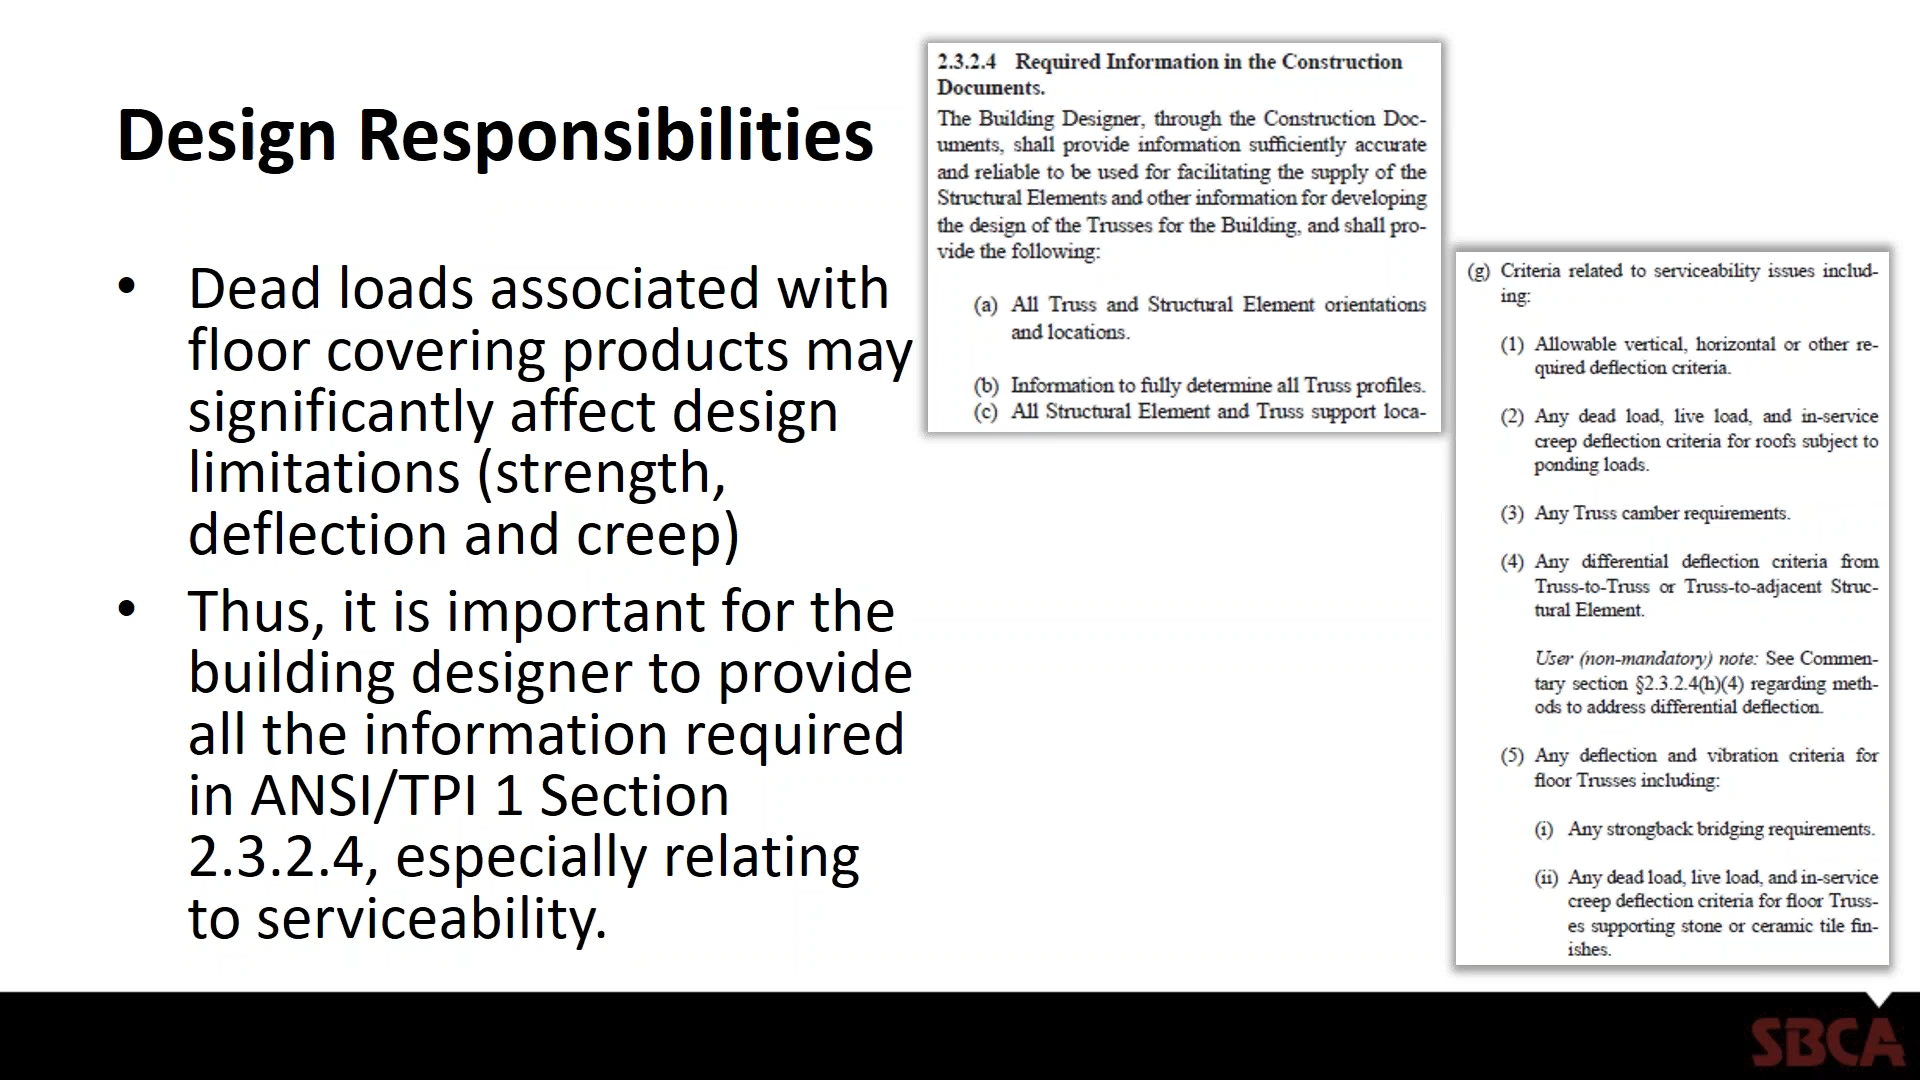 Design Responsibilities
• Dead loads associated with
floor covering products may
significantly affect design
limitations (strength,
deflection and creep)
• Thus, it is important for the
building designer to provide
all the information required
in ANSI/TPI 1 Section
2.3.2.4, especially relating
to serviceability.
2.3.2.4 Required Information in the Construction
Documents.
The Building Designer, through the Construction Doc-
uments, shall provide information sufficiently accurate
and reliable to be used for facilitating the supply of the
Structural Elements and other information for developing
the design of the Trusses for the Building, and shall pro-
vide the following:
(a) All Truss and Structural Element orientations
and locations.
(b) Information to fully determine all Truss profiles.
(c) All Structural Element and Truss support loca-
(g) Criteria related to serviceability issues includ-
ing:
(1) Allowable vertical, horizontal or other re-
quired deflection criteria.
(2) Any dead load, live load, and in-service
creep deflection criteria for roofs subject to
ponding loads.
(3) Any Truss camber requirements.
(4) Any differential deflection criteria from
Truss-to-Truss or Truss-to-adjacent Struc-
tural Element.
User (non-mandatory) note: See Commen-
tary section §2.3.2.4(h)(4) regarding meth-
ods to address differential deflection.
(5) Any deflection and vibration criteria for
floor Trusses including:
(i) Any strongback bridging requirements.
(ii) Any dead load, live load, and in-service
creep deflection criteria for floor Truss-
es supporting stone or ceramic tile fin-
ishes.
SBCA